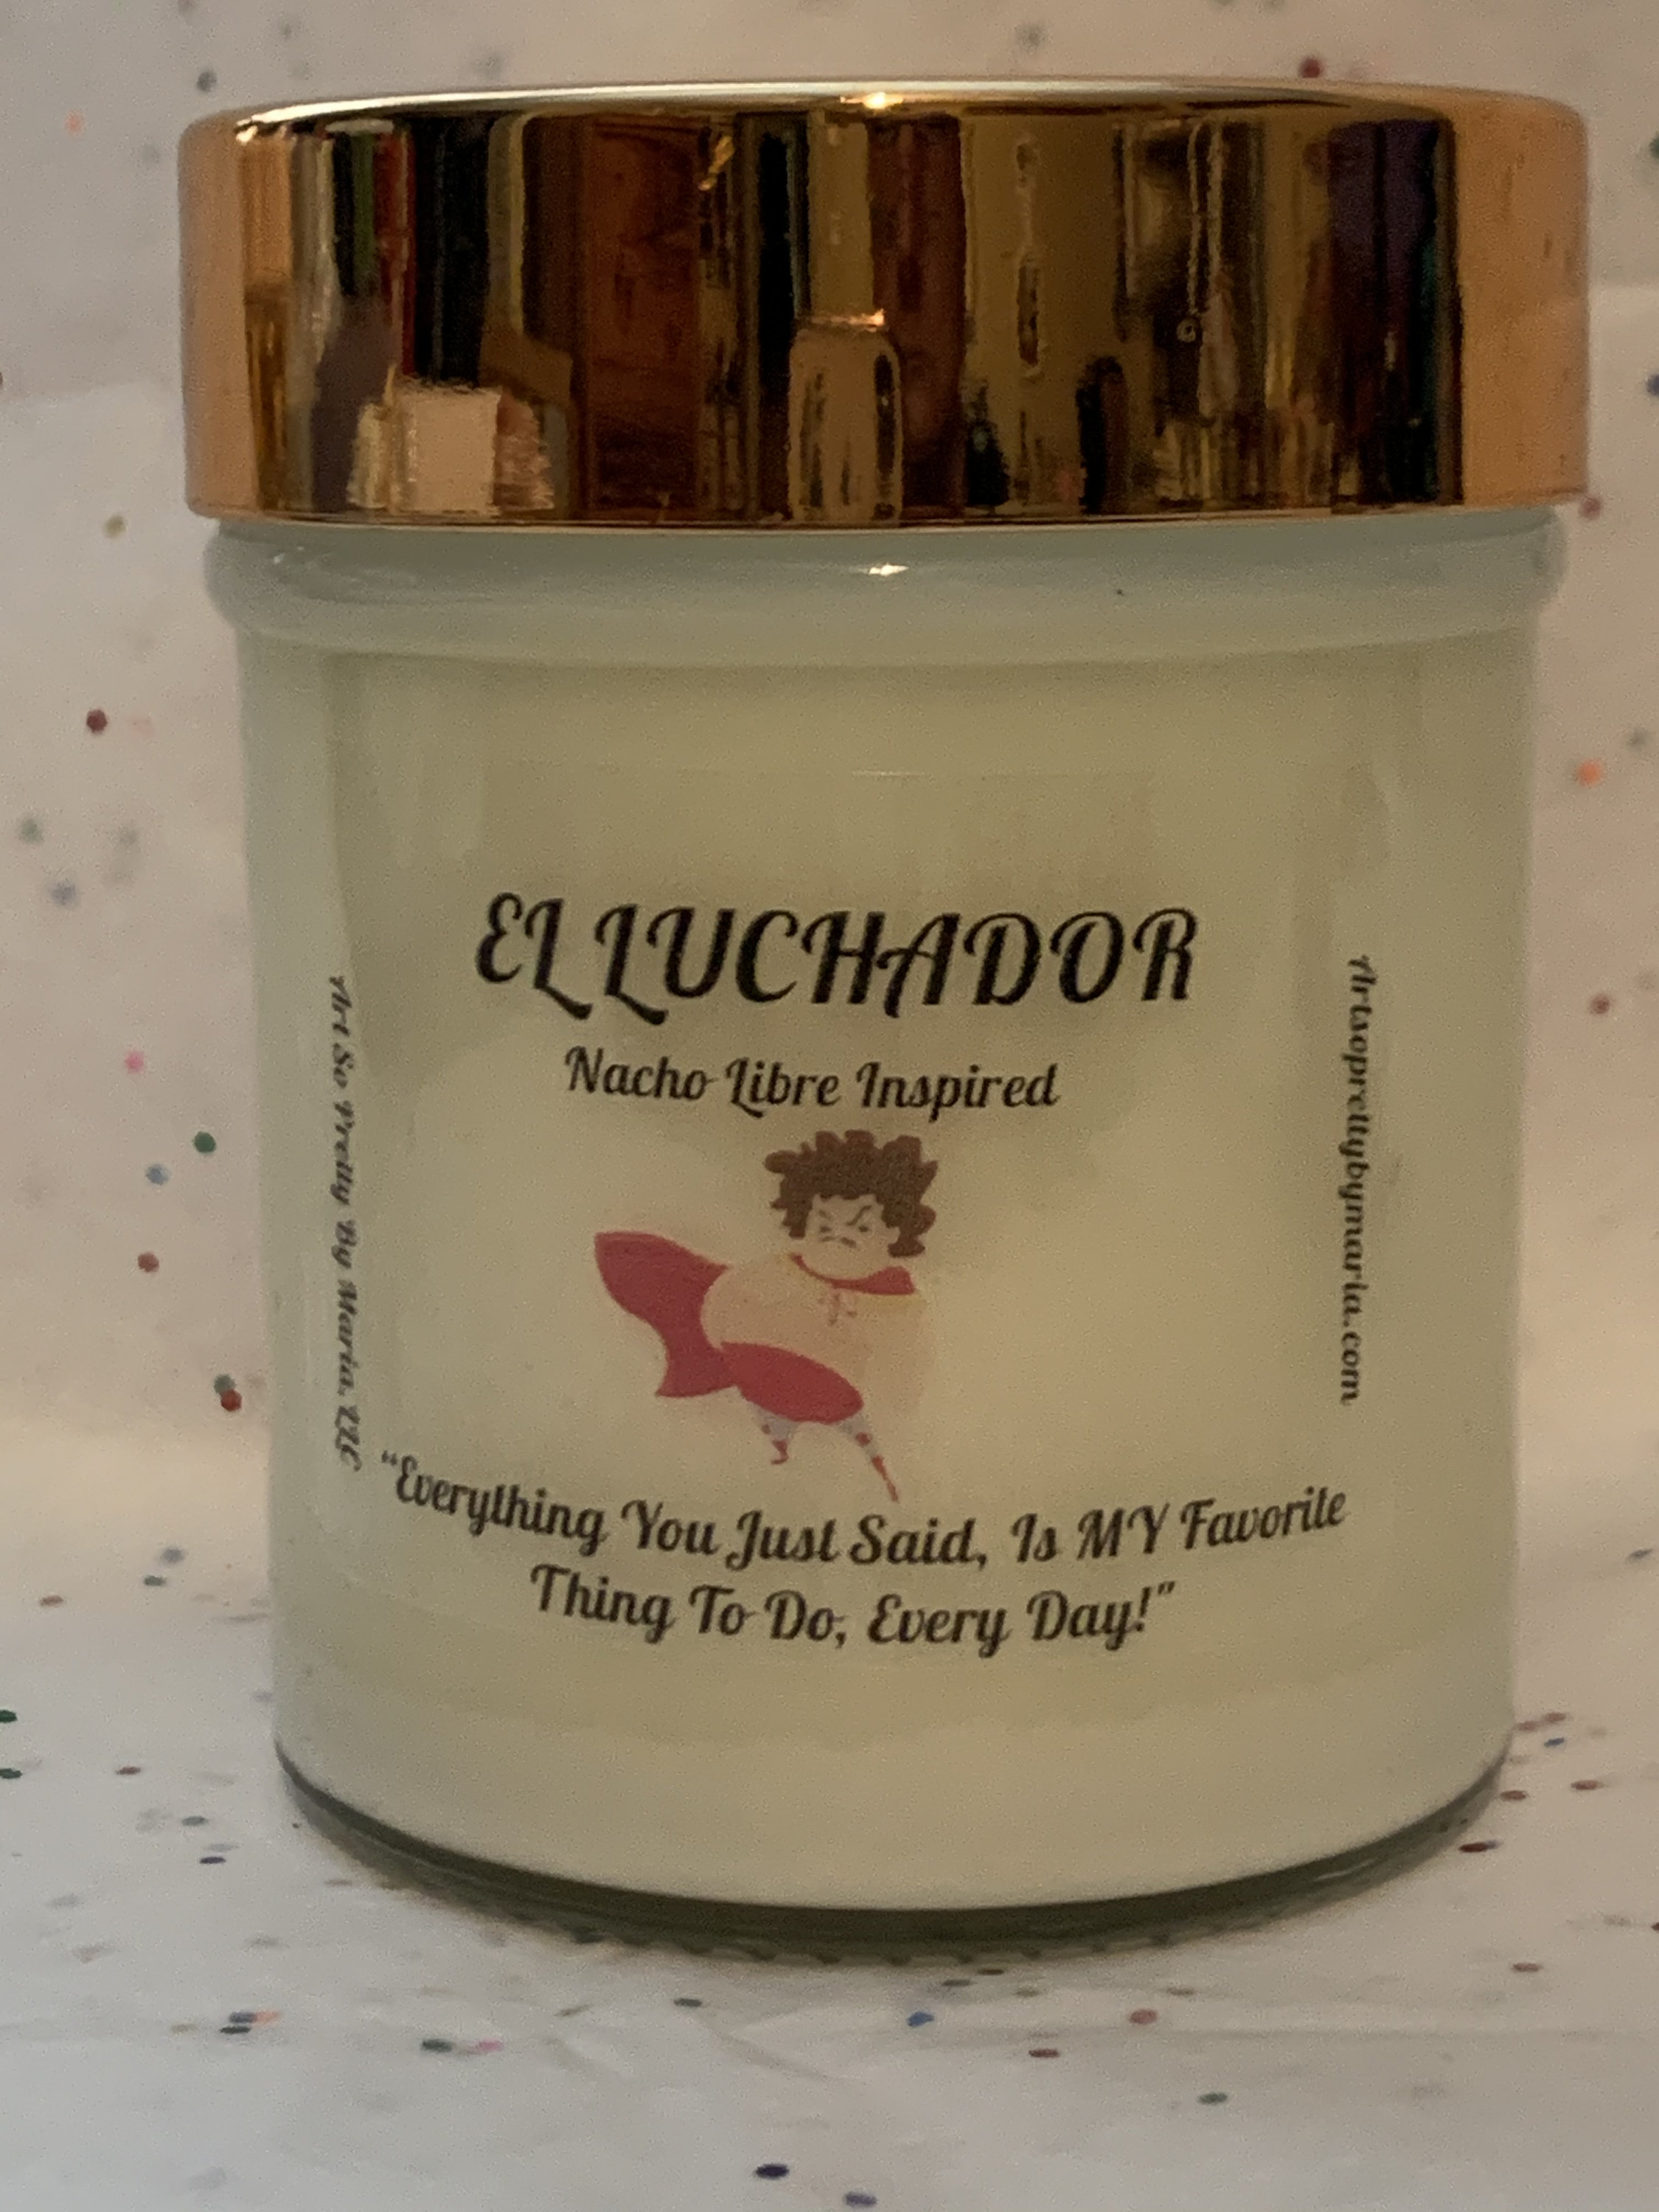 EL LUCHADOR
Nacho Libre Inspired
"Everything You Just Said, Is MY Favorite
Thing To Do, Every Day!"
Art So Pretty By Maria, LLC
Artsoprettybymaria.com